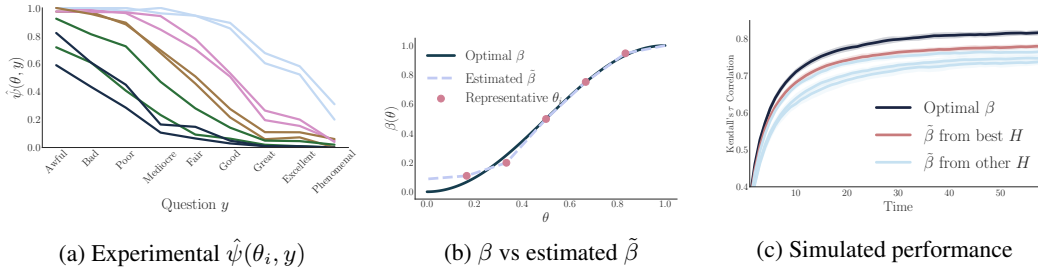 1.0
0.8
0.6
0.4
0.2
0.0
ψ̂(θ, y)
Awful
Bad
Poor
Mediocre
Fair
Good
Great
Excellent
Phenomenal
Question y
(a) Experimental ψ̂(θᵢ, y)
1.0
0.8
0.6
0.4
0.2
0.0
β(θ)
Optimal β
Estimated β̃
Representative θᵢ
0.0 0.2 0.4 0.6 0.8 1.0
θ
(b) β vs estimated β̃
0.8
0.7
0.6
0.5
0.4
Kendall's τ Correlation
Optimal β
β̃ from best H
β̃ from other H
10 20 30 40 50
Time
(c) Simulated performance